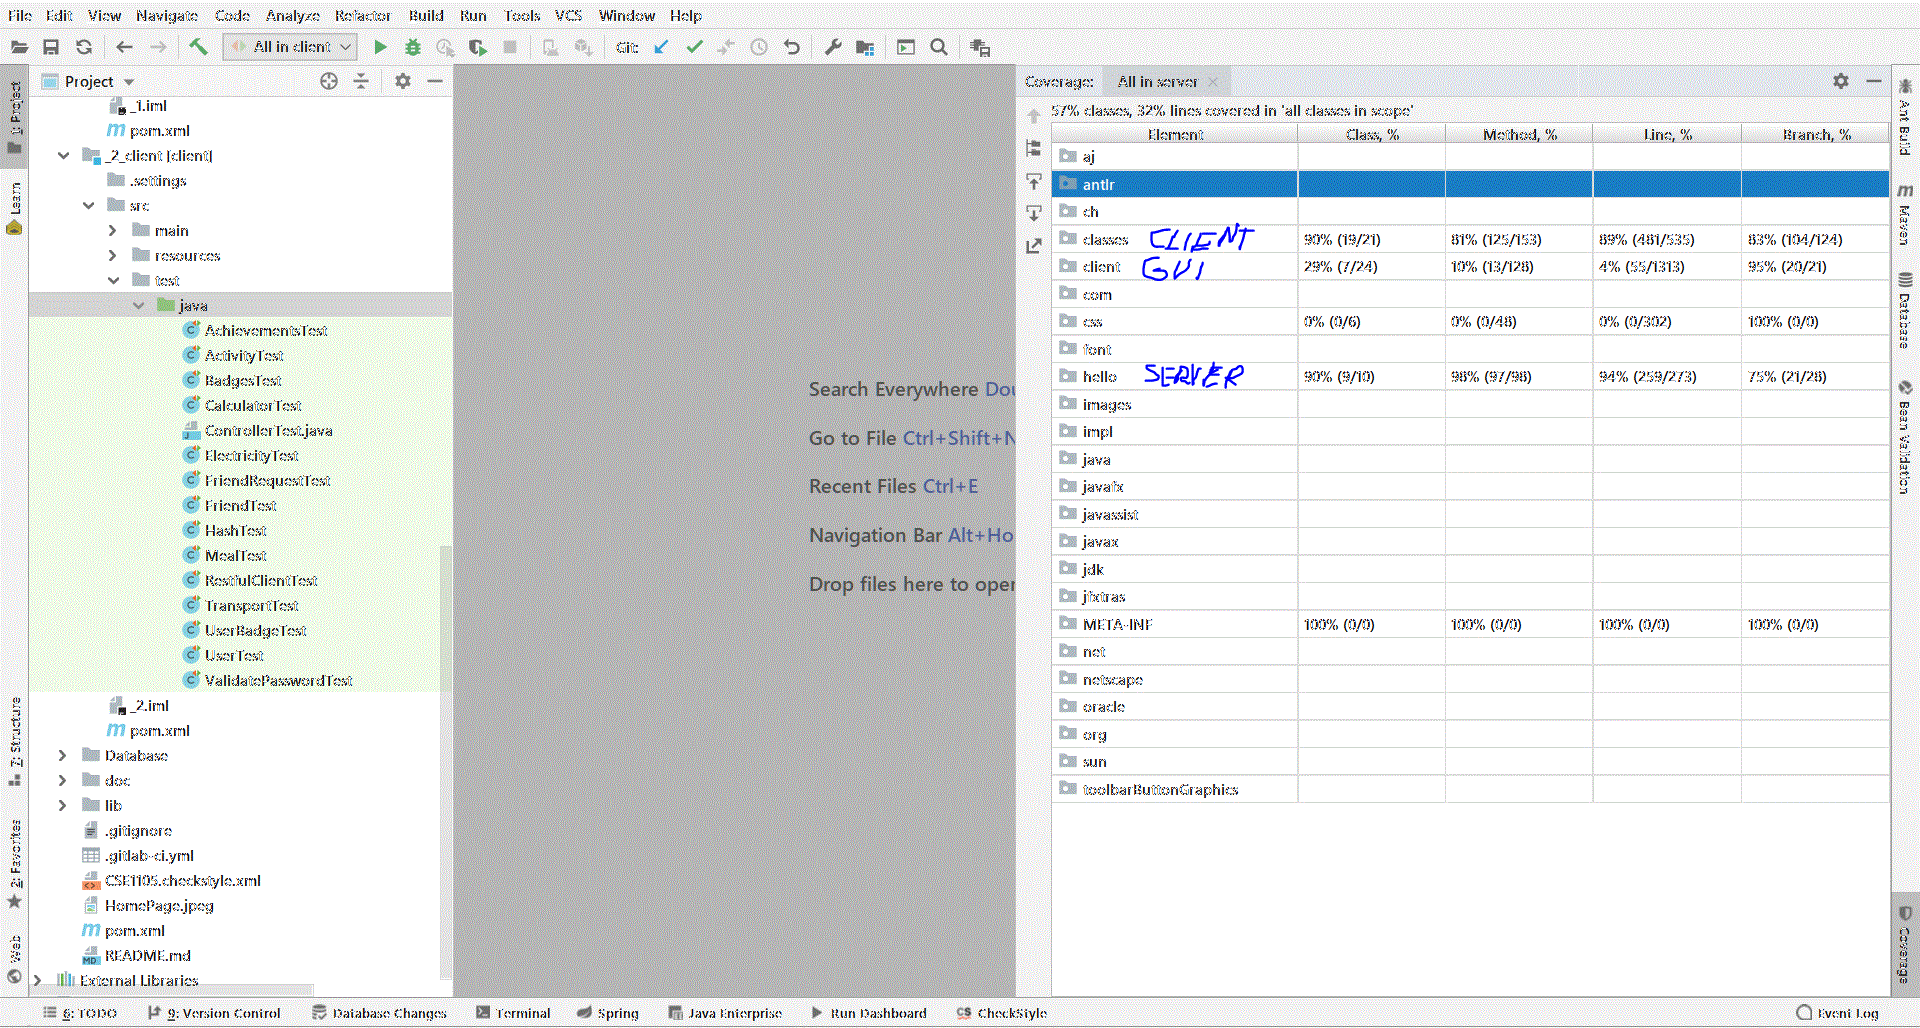 File Edit View Navigate Code Analyze Refactor Build Run Tools VCS Window Help
All in client Git:
Project
_1.iml
pom.xml
_2_client [client]
.settings
src
main
resources
test
java
AchievementsTest
ActivityTest
BadgesTest
CalculatorTest
ControllerTest.java
ElectricityTest
FriendRequestTest
FriendTest
HashTest
MealTest
RestfulClientTest
TransportTest
UserBadgeTest
UserTest
ValidatePasswordTest
_2.iml
pom.xml
Database
doc
lib
.gitignore
.gitlab-ci.yml
CSE1105.checkstyle.xml
HomePage.jpeg
pom.xml
README.md
External Libraries
1: Project
Learn
7: Structure
2: Favorites
Web
Search Everywhere Dou
Go to File Ctrl+Shift+N
Recent Files Ctrl+E
Navigation Bar Alt+Ho
Drop files here to open
Coverage: All in server
57% classes, 32% lines covered in 'all classes in scope'
Element Class, % Method, % Line, % Branch, %
aj
antlr
ch
classes CLIENT 90% (19/21) 81% (125/153) 89% (481/535) 83% (104/124)
client GUI 29% (7/24) 10% (13/128) 4% (55/1313) 95% (20/21)
com
css 0% (0/6) 0% (0/48) 0% (0/302) 100% (0/0)
font
hello SERVER 90% (9/10) 98% (97/98) 94% (259/273) 75% (21/28)
images
impl
java
javafx
javassist
javax
jdk
jfxtras
META-INF 100% (0/0) 100% (0/0) 100% (0/0) 100% (0/0)
net
netscape
oracle
org
sun
toolbarButtonGraphics
Ant Build
Maven
Database
Bean Validation
Coverage
6: TODO 9: Version Control Database Changes Terminal Spring Java Enterprise Run Dashboard CheckStyle Event Log